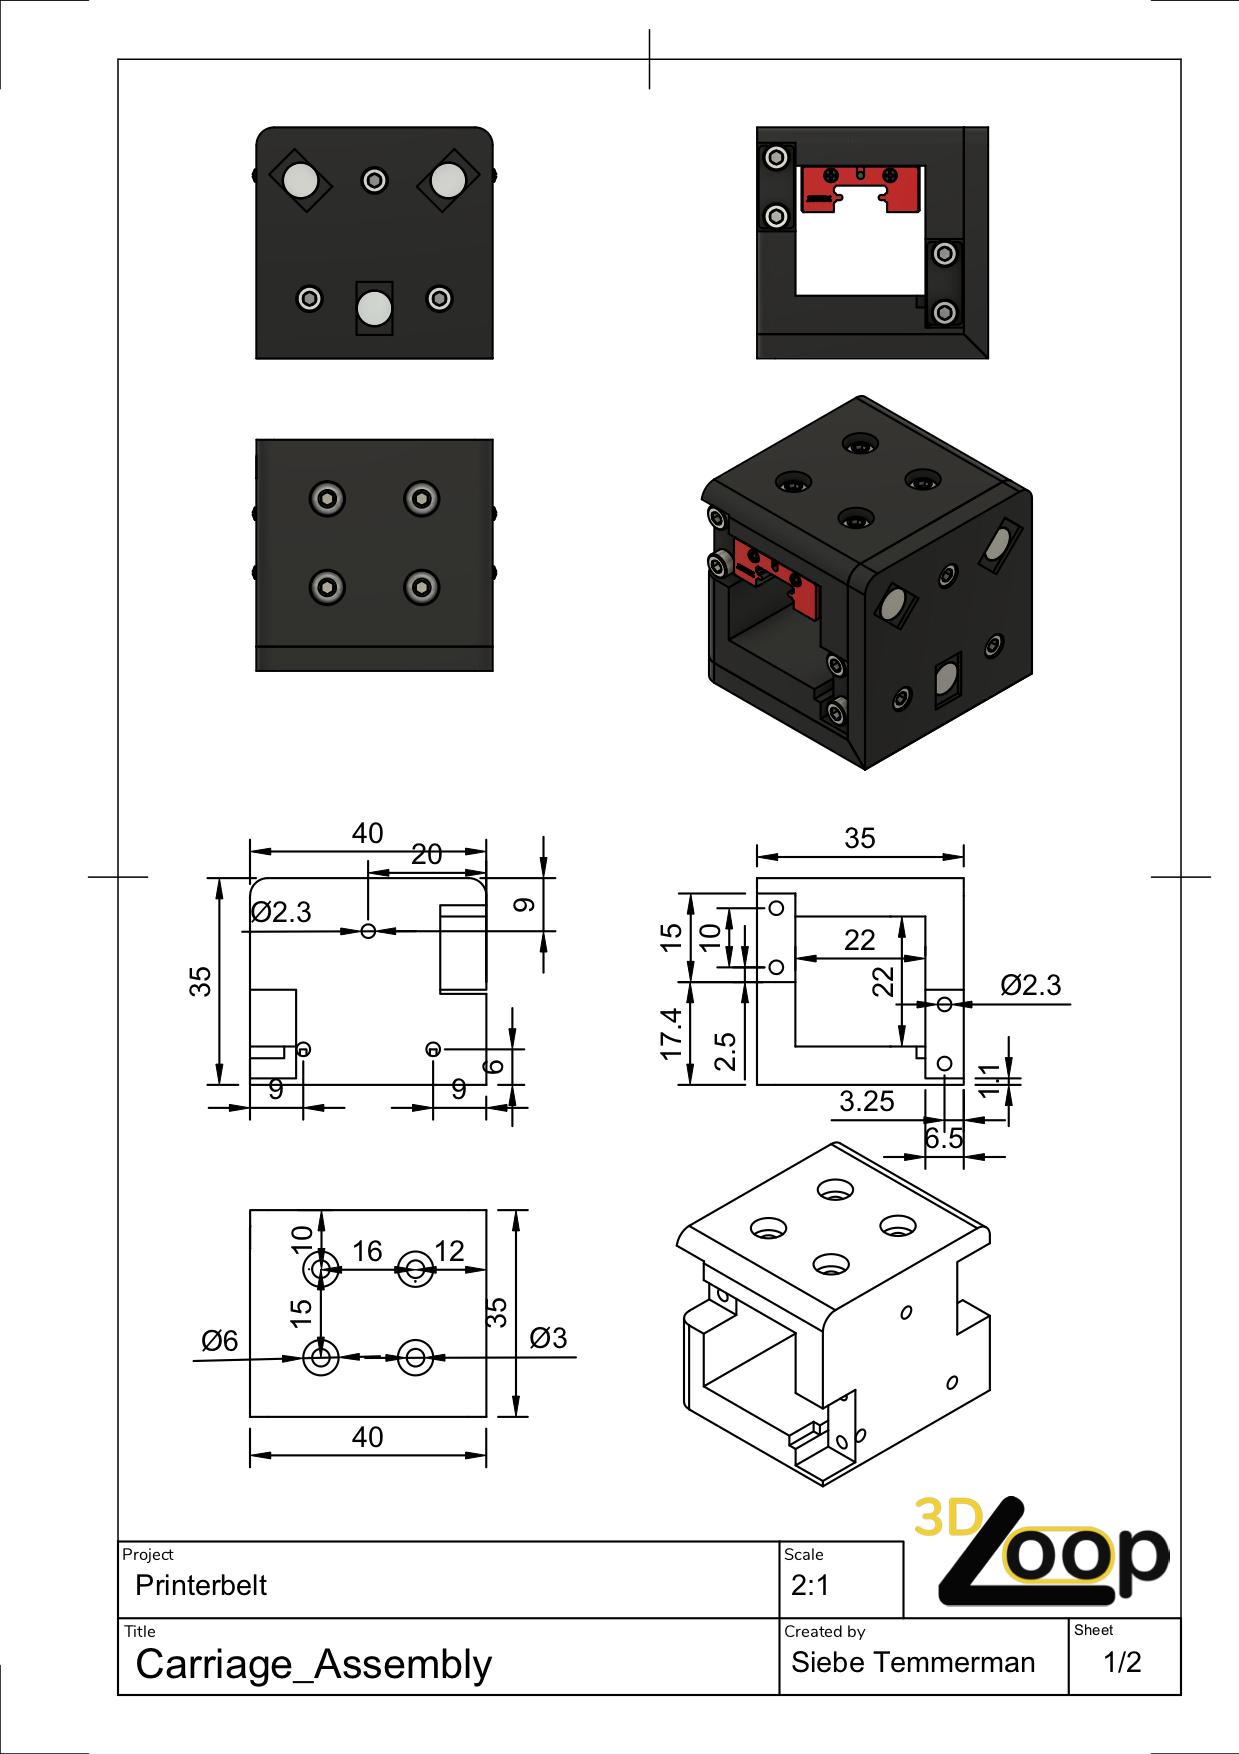 40
20
9
Ø2.3
35
9
9
6
35
15
10
22
22
Ø2.3
17.4
2.5
1.1
3.25
6.5
10
16
12
15
35
Ø6
Ø3
40
3D Loop
Project
Printerbelt
Scale
2:1
Title
Carriage_Assembly
Created by
Siebe Temmerman
Sheet
1/2